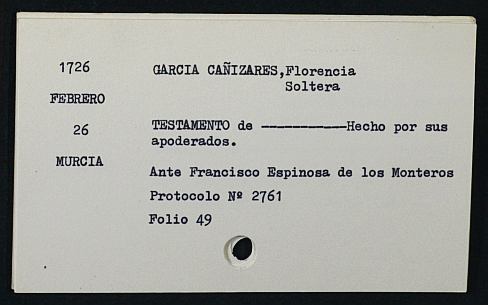 1726
FEBRERO
26
MURCIA
GARCIA CAÑIZARES,Florencia
Soltera
TESTAMENTO de ----------Hecho por sus
apoderados.
Ante Francisco Espinosa de los Monteros
Protocolo Nº 2761
Folio 49